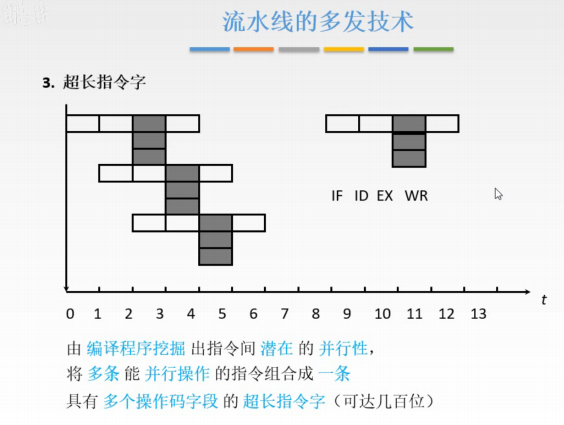 流水线的多发技术
3. 超长指令字
IF ID EX WR
t
0 1 2 3 4 5 6 7 8 9 10 11 12 13
由 编译程序挖掘 出指令间 潜在 的 并行性，
将 多条 能 并行操作 的指令组合成 一条
具有 多个操作码字段 的 超长指令字（可达几百位）